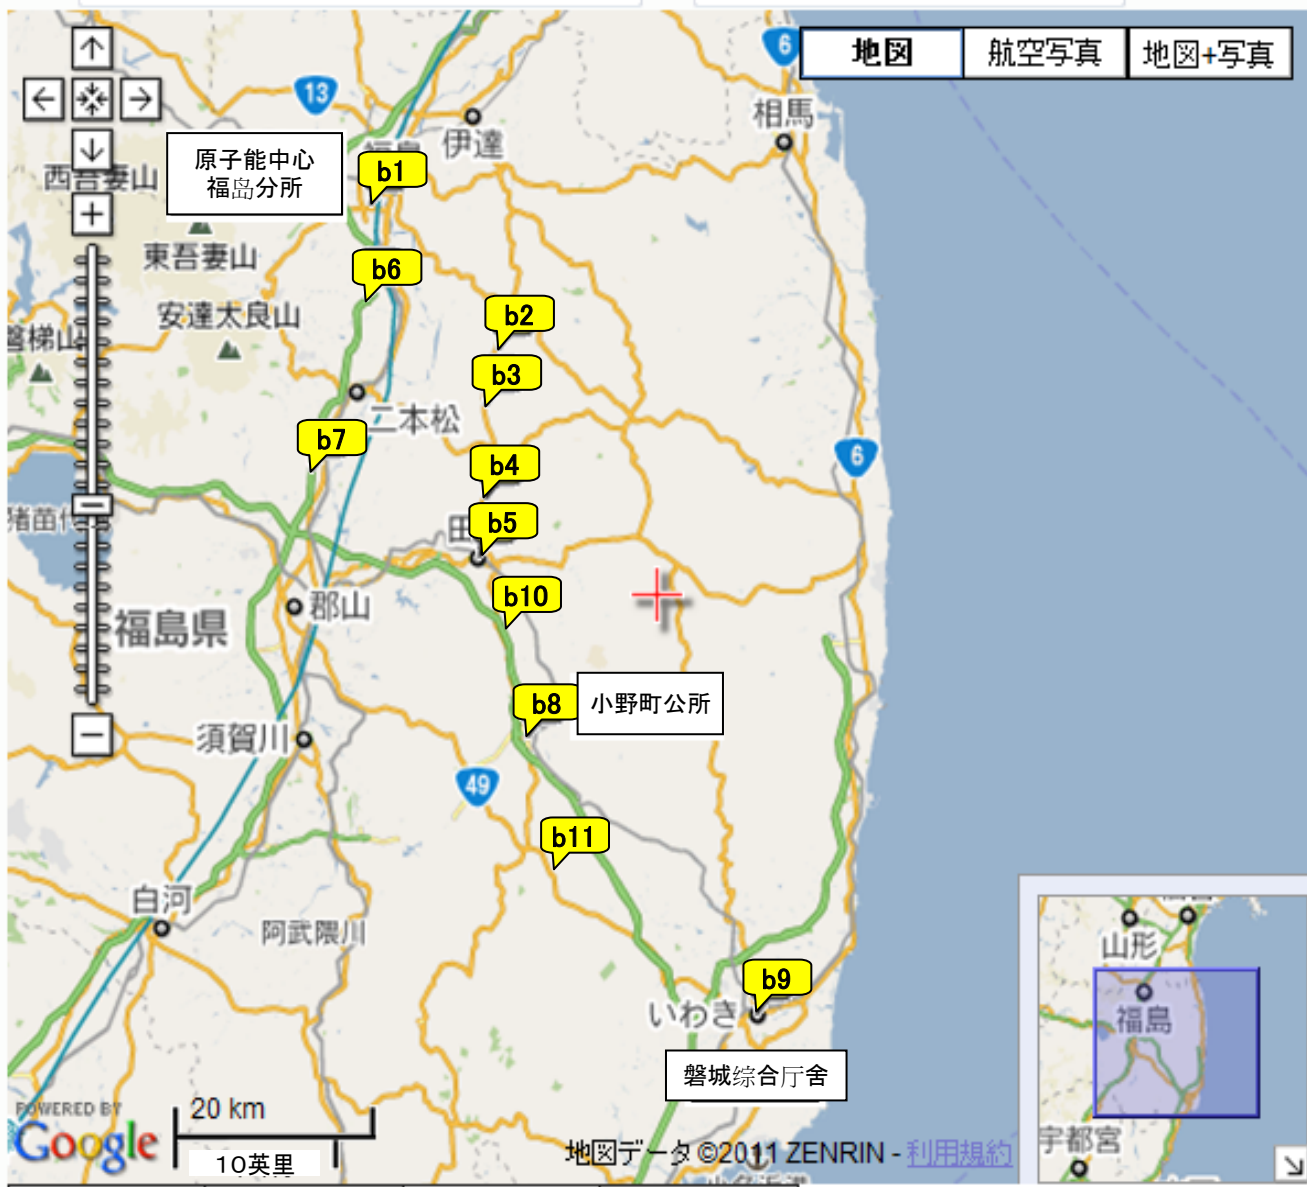 6
地図
航空写真
地図+写真
13
伊達
相馬
原子能中心
福岛分所
b1
西吾妻山
東吾妻山
b6
b2
安達太良山
磐梯山
b3
二本松
b7
b4
6
b5
b10
郡山
福島県
b8
小野町公所
須賀川
49
b11
白河
阿武隈川
b9
いわき
磐城综合厅舍
山形
福島
宇都宮
POWERED BY
Google
20 km
10英里
地図データ ©2011 ZENRIN - 利用規約